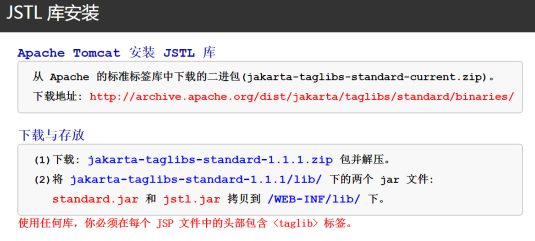 JSTL 库安装
Apache Tomcat 安装 JSTL 库
从 Apache 的标准标签库中下载的二进包(jakarta-taglibs-standard-current.zip)。
下载地址: http://archive.apache.org/dist/jakarta/taglibs/standard/binaries/
下载与存放
(1)下载: jakarta-taglibs-standard-1.1.1.zip 包并解压。
(2)将 jakarta-taglibs-standard-1.1.1/lib/ 下的两个 jar 文件:
standard.jar 和 jstl.jar 拷贝到 /WEB-INF/lib/ 下。
使用任何库，你必须在每个 JSP 文件中的头部包含 <taglib> 标签。